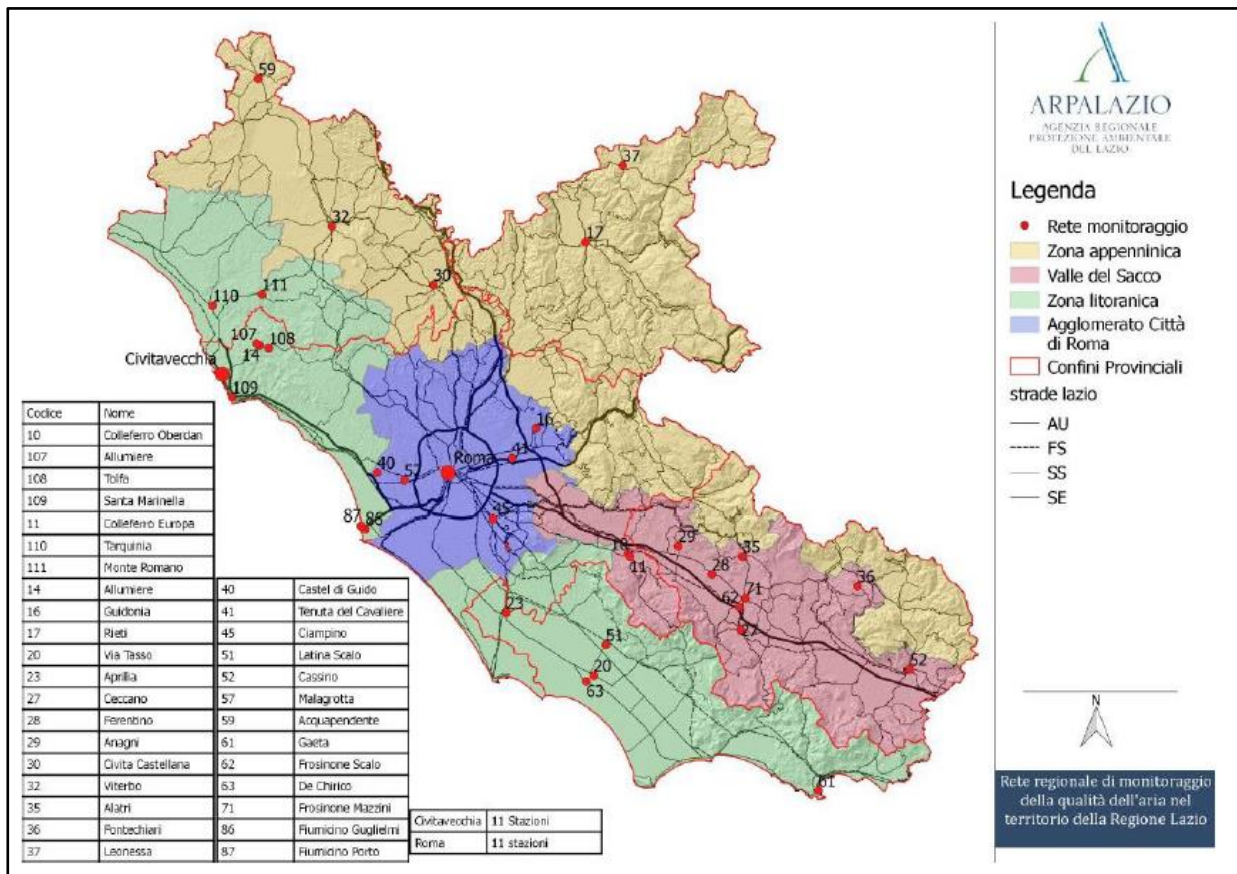 59
37
32
17
30
110
111
107
108
14
Civitavecchia
109
16
41
Roma
40
57
87
86
45
10
11
29
28
35
71
62
27
36
52
23
51
20
63
61
Codice Nome
10 Colleferro Oberdan
107 Allumiere
108 Tolfa
109 Santa Marinella
11 Colleferro Europa
110 Tarquinia
111 Monte Romano
14 Allumiere
16 Guidonia
17 Rieti
20 Via Tasso
23 Aprilia
27 Ceccano
28 Ferentino
29 Anagni
30 Civita Castellana
32 Viterbo
35 Alatri
36 Fontechiari
37 Leonessa
40 Castel di Guido
41 Tenuta del Cavaliere
45 Ciampino
51 Latina Scalo
52 Cassino
57 Malagrotta
59 Acquapendente
61 Gaeta
62 Frosinone Scalo
63 De Chirico
71 Frosinone Mazzini
86 Fiumicino Guglielmi
87 Fiumicino Porto
Civitavecchia 11 Stazioni
Roma 11 stazioni
ARPALAZIO
AGENZIA REGIONALE
PROTEZIONE AMBIENTALE
DEL LAZIO
Legenda
Rete monitoraggio
Zona appenninica
Valle del Sacco
Zona litoranica
Agglomerato Città
di Roma
Confini Provinciali
strade lazio
AU
FS
SS
SE
N
Rete regionale di monitoraggio
della qualità dell'aria nel
territorio della Regione Lazio